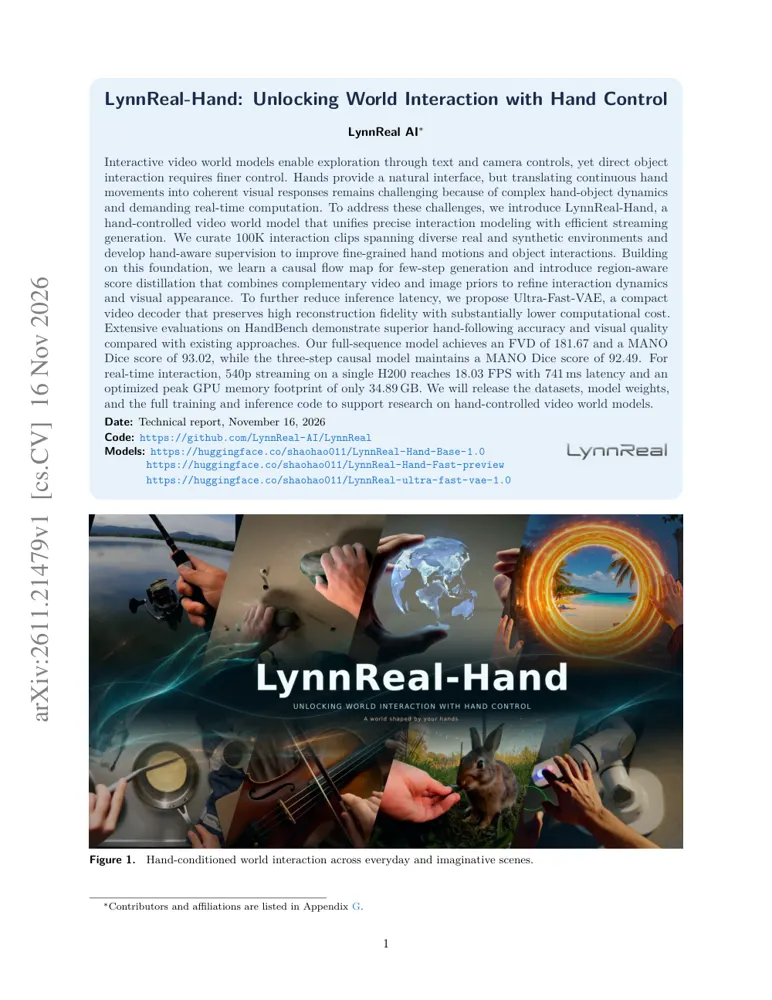 LynnReal-Hand: Unlocking World Interaction with Hand Control
LynnReal AI*
Interactive video world models enable exploration through text and camera controls, yet direct object
interaction requires finer control. Hands provide a natural interface, but translating continuous hand
movements into coherent visual responses remains challenging because of complex hand-object dynamics
and demanding real-time computation. To address these challenges, we introduce LynnReal-Hand, a
hand-controlled video world model that unifies precise interaction modeling with efficient streaming
generation. We curate 100K interaction clips spanning diverse real and synthetic environments and
develop hand-aware supervision to improve fine-grained hand motions and object interactions. Building
on this foundation, we learn a causal flow map for few-step generation and introduce region-aware
score distillation that combines complementary video and image priors to refine interaction dynamics
and visual appearance. To further reduce inference latency, we propose Ultra-Fast-VAE, a compact
video decoder that preserves high reconstruction fidelity with substantially lower computational cost.
Extensive evaluations on HandBench demonstrate superior hand-following accuracy and visual quality
compared with existing approaches. Our full-sequence model achieves an FVD of 181.67 and a MANO
Dice score of 93.02, while the three-step causal model maintains a MANO Dice score of 92.49. For
real-time interaction, 540p streaming on a single H200 reaches 18.03 FPS with 741 ms latency and an
optimized peak GPU memory footprint of only 34.89 GB. We will release the datasets, model weights,
and the full training and inference code to support research on hand-controlled video world models.
Date: Technical report, November 16, 2026
Code: https://github.com/LynnReal-AI/LynnReal
Models: https://huggingface.co/shaohao011/LynnReal-Hand-Base-1.0
https://huggingface.co/shaohao011/LynnReal-Hand-Fast-preview
https://huggingface.co/shaohao011/LynnReal-ultra-fast-vae-1.0
LynnReal
arXiv:2611.21479v1 [cs.CV] 16 Nov 2026
LynnReal-Hand
UNLOCKING WORLD INTERACTION WITH HAND CONTROL
A world shaped by your hands
Figure 1. Hand-conditioned world interaction across everyday and imaginative scenes.
*Contributors and affiliations are listed in Appendix G.
1